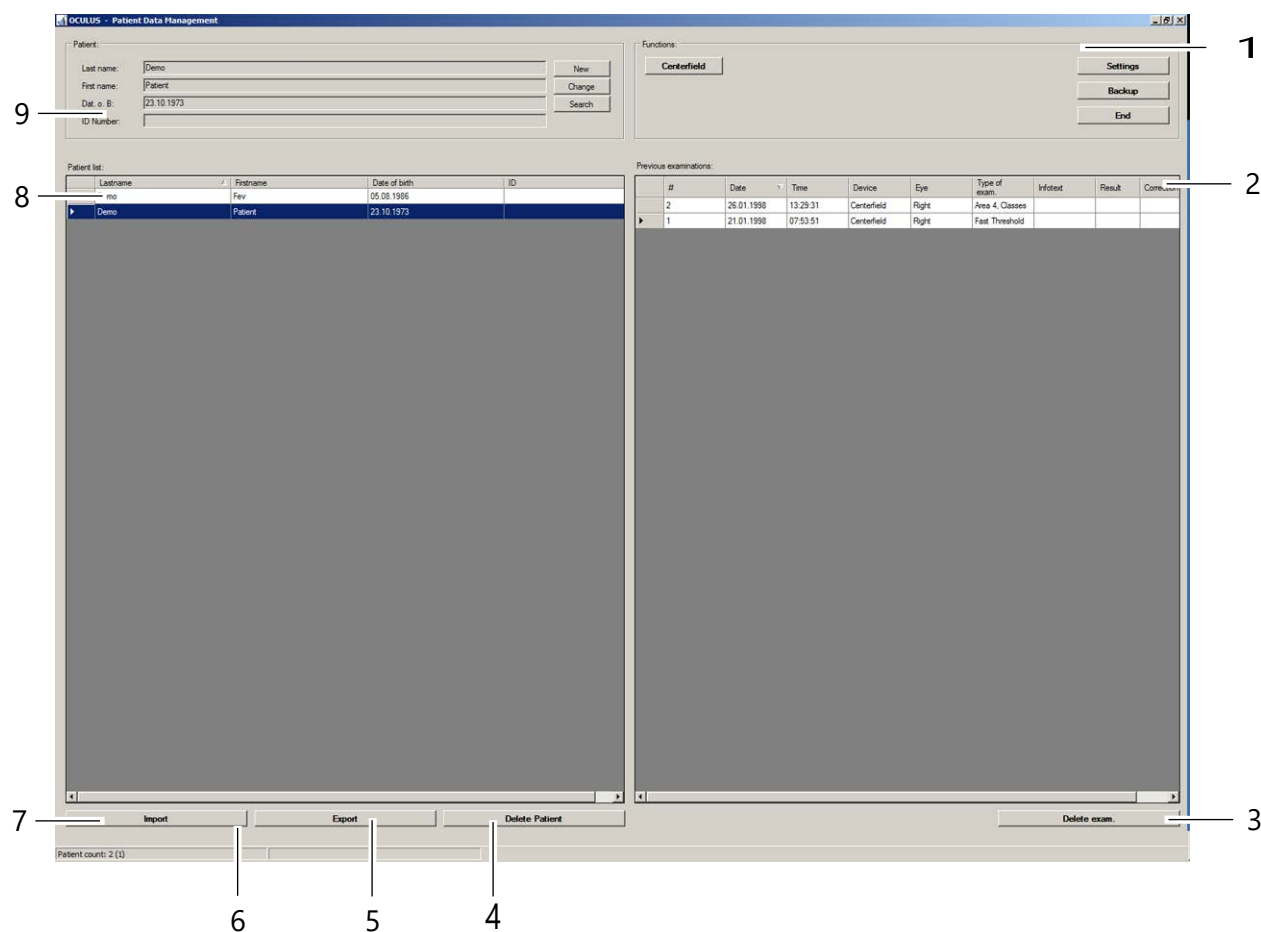 OCULUS - Patient Data Management
Patient:
Last name: Demo New
First name: Patient Change
Dat. o. B: 23.10.1973 Search
ID Number:
Functions:
Centerfield Settings
Backup
End
1
9
Patient list:
Lastname Firstname Date of birth ID
mo Fev 05.08.1986
Demo Patient 23.10.1973
8
Previous examinations:
# Date Time Device Eye Type of exam. Infotext Result Correction
2 26.01.1998 13:29:31 Centerfield Right Area 4, Classes
1 21.01.1998 07:53:51 Centerfield Right Fast Threshold
2
7 Import Export Delete Patient Delete exam. 3
Patient count: 2 (1)
6 5 4